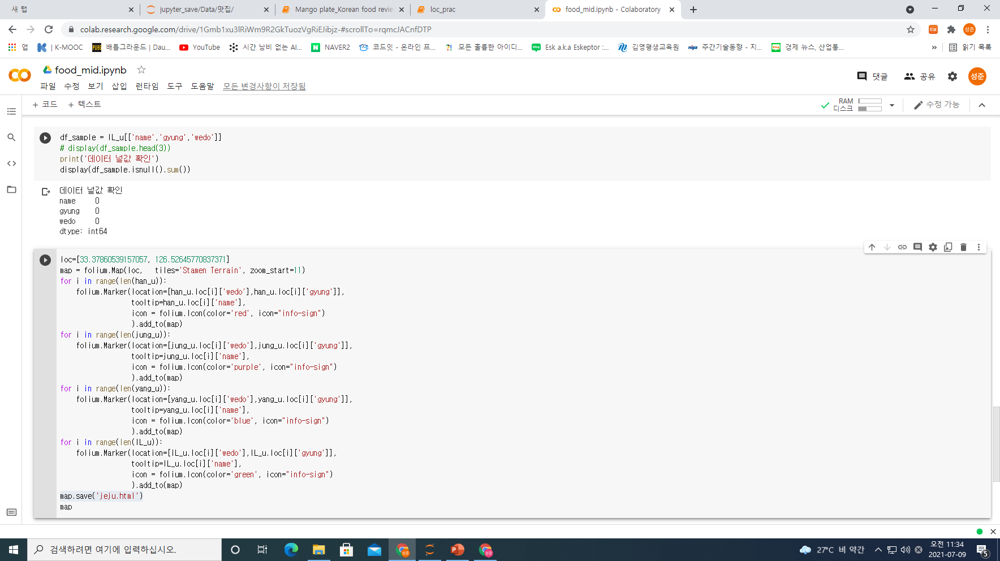 새 탭
jupyter_save/Data/맛집/
Mango plate_Korean food revie
loc_prac
food_mid.ipynb - Colaboratory
colab.research.google.com/drive/1Gmb1xu3lRiWm9R2GkTuozVgRiEJibjz-#scrollTo=rqmcJACnfDTP
성준
앱
| K-MOOC
배틀그라운드 | Dau...
YouTube
시간 낭비 없는 AI...
NAVER2
코드잇 - 온라인 프...
모든 훌륭한 아이디...
Esk a.k.a Eskeptor :...
김영평생교육원
주간기술동향 - 지...
경제 뉴스, 산업통...
»
읽기 목록
food_mid.ipynb
파일 수정 보기 삽입 런타임 도구 도움말 모든 변경사항이 저장됨
댓글
공유
성준
+ 코드 + 텍스트
RAM
디스크
수정 가능
df_sample = IL_u[['name','gyung','wedo']]
# display(df_sample.head(3))
print('데이터 널값 확인')
display(df_sample.isnull().sum())
데이터 널값 확인
name 0
gyung 0
wedo 0
dtype: int64
loc=[33.37860539157057, 126.52645770837371]
map = folium.Map(loc, tiles='Stamen Terrain', zoom_start=11)
for i in range(len(han_u)):
folium.Marker(location=[han_u.loc[i]['wedo'],han_u.loc[i]['gyung']],
tooltip=han_u.loc[i]['name'],
icon = folium.Icon(color='red', icon="info-sign")
).add_to(map)
for i in range(len(jung_u)):
folium.Marker(location=[jung_u.loc[i]['wedo'],jung_u.loc[i]['gyung']],
tooltip=jung_u.loc[i]['name'],
icon = folium.Icon(color='purple', icon="info-sign")
).add_to(map)
for i in range(len(yang_u)):
folium.Marker(location=[yang_u.loc[i]['wedo'],yang_u.loc[i]['gyung']],
tooltip=yang_u.loc[i]['name'],
icon = folium.Icon(color='blue', icon="info-sign")
).add_to(map)
for i in range(len(IL_u)):
folium.Marker(location=[IL_u.loc[i]['wedo'],IL_u.loc[i]['gyung']],
tooltip=IL_u.loc[i]['name'],
icon = folium.Icon(color='green', icon="info-sign")
).add_to(map)
map.save('jeju.html')
map
검색하려면 여기에 입력하십시오.
27°C 비 약간
오전 11:34
2021-07-09
5